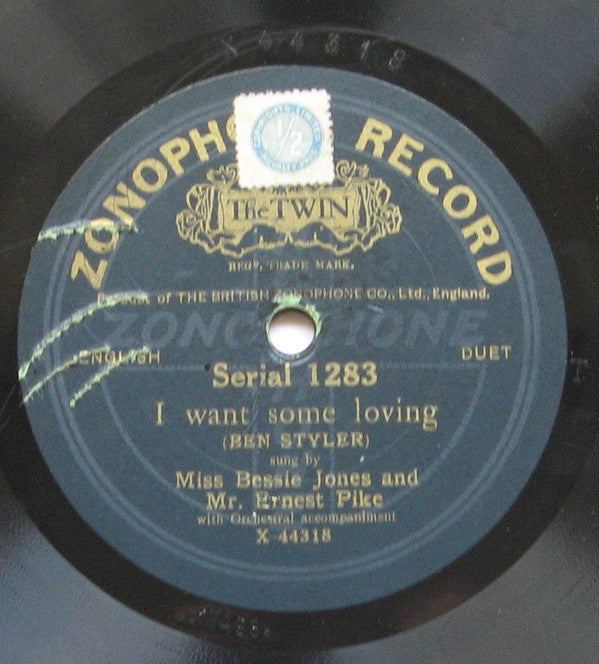 X 44318
ZONOPHONE RECORD
1/2
The TWIN
REGD. TRADE MARK.
Product of THE BRITISH ZONOPHONE CO., Ltd., England.
ZONOPHONE
ENGLISH DUET
Serial 1283
I want some loving
(BEN STYLER)
sung by
Miss Bessie Jones and
Mr. Ernest Pike
with Orchestral accompaniment
X 44318